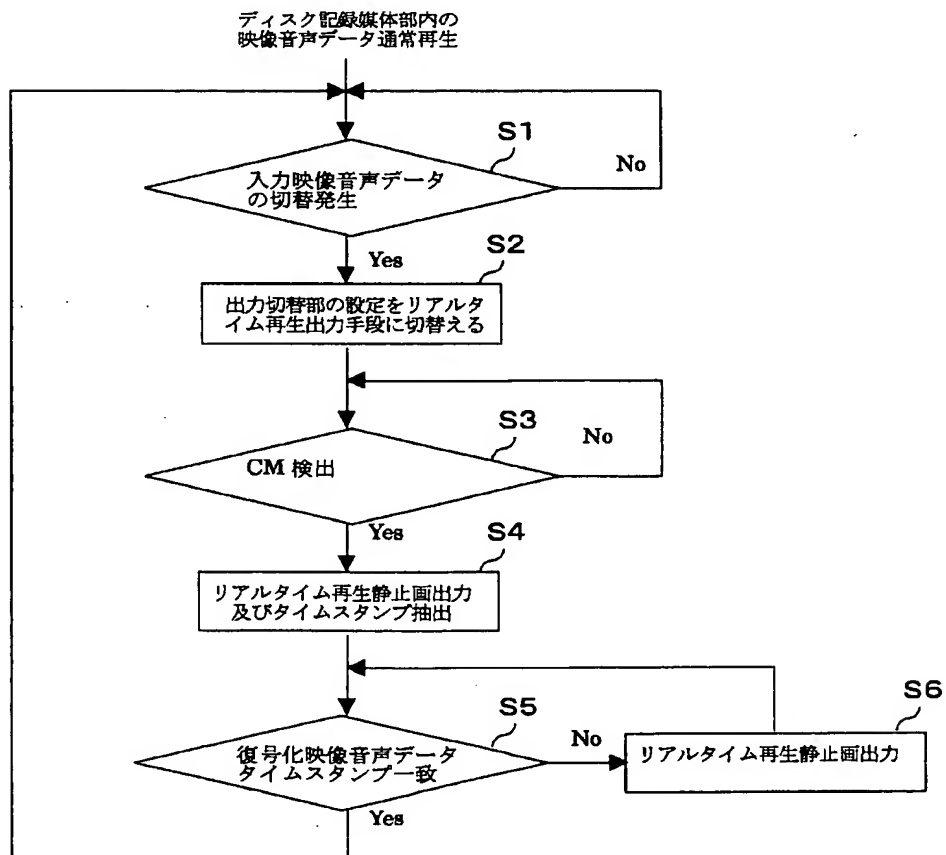 ディスク記録媒体部内の
映像音声データ通常再生
S1
No
入力映像音声データ
の切替発生
Yes
S2
出力切替部の設定をリアルタ
イム再生出力手段に切替える
S3
No
CM 検出
Yes
S4
リアルタイム再生静止画出力
及びタイムスタンプ抽出
S5
S6
No
復号化映像音声データ
タイムスタンプ一致
リアルタイム再生静止画出力
Yes